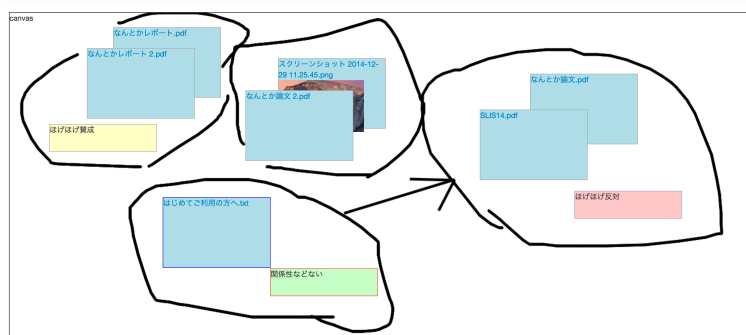 canvas
なんとかレポート.pdf
なんとかレポート 2.pdf
ほげほげ賛成
スクリーンショット 2014-12-
29 11.25.45.png
なんとか論文 2.pdf
なんとか論文.pdf
SLIS14.pdf
ほげほげ反対
はじめてご利用の方へ.txt
関係性などない